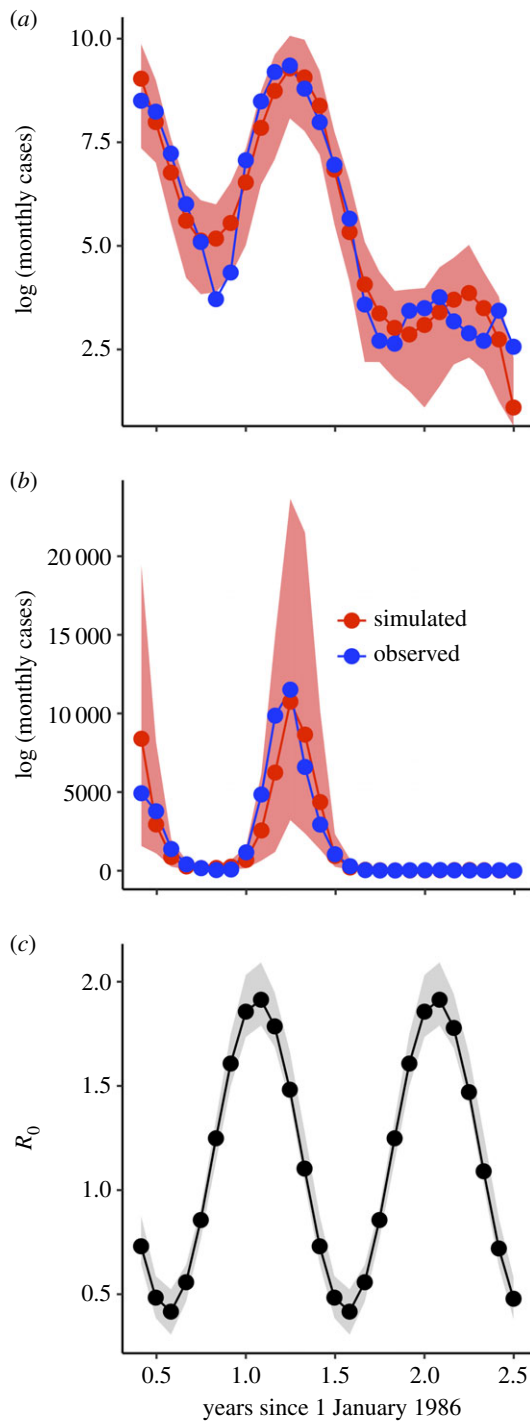 (a)
10.0
7.5
5.0
2.5
log (monthly cases)
(b)
20 000
15 000
10 000
5000
0
log (monthly cases)
simulated
observed
(c)
2.0
1.5
1.0
0.5
R0
0.5 1.0 1.5 2.0 2.5
years since 1 January 1986